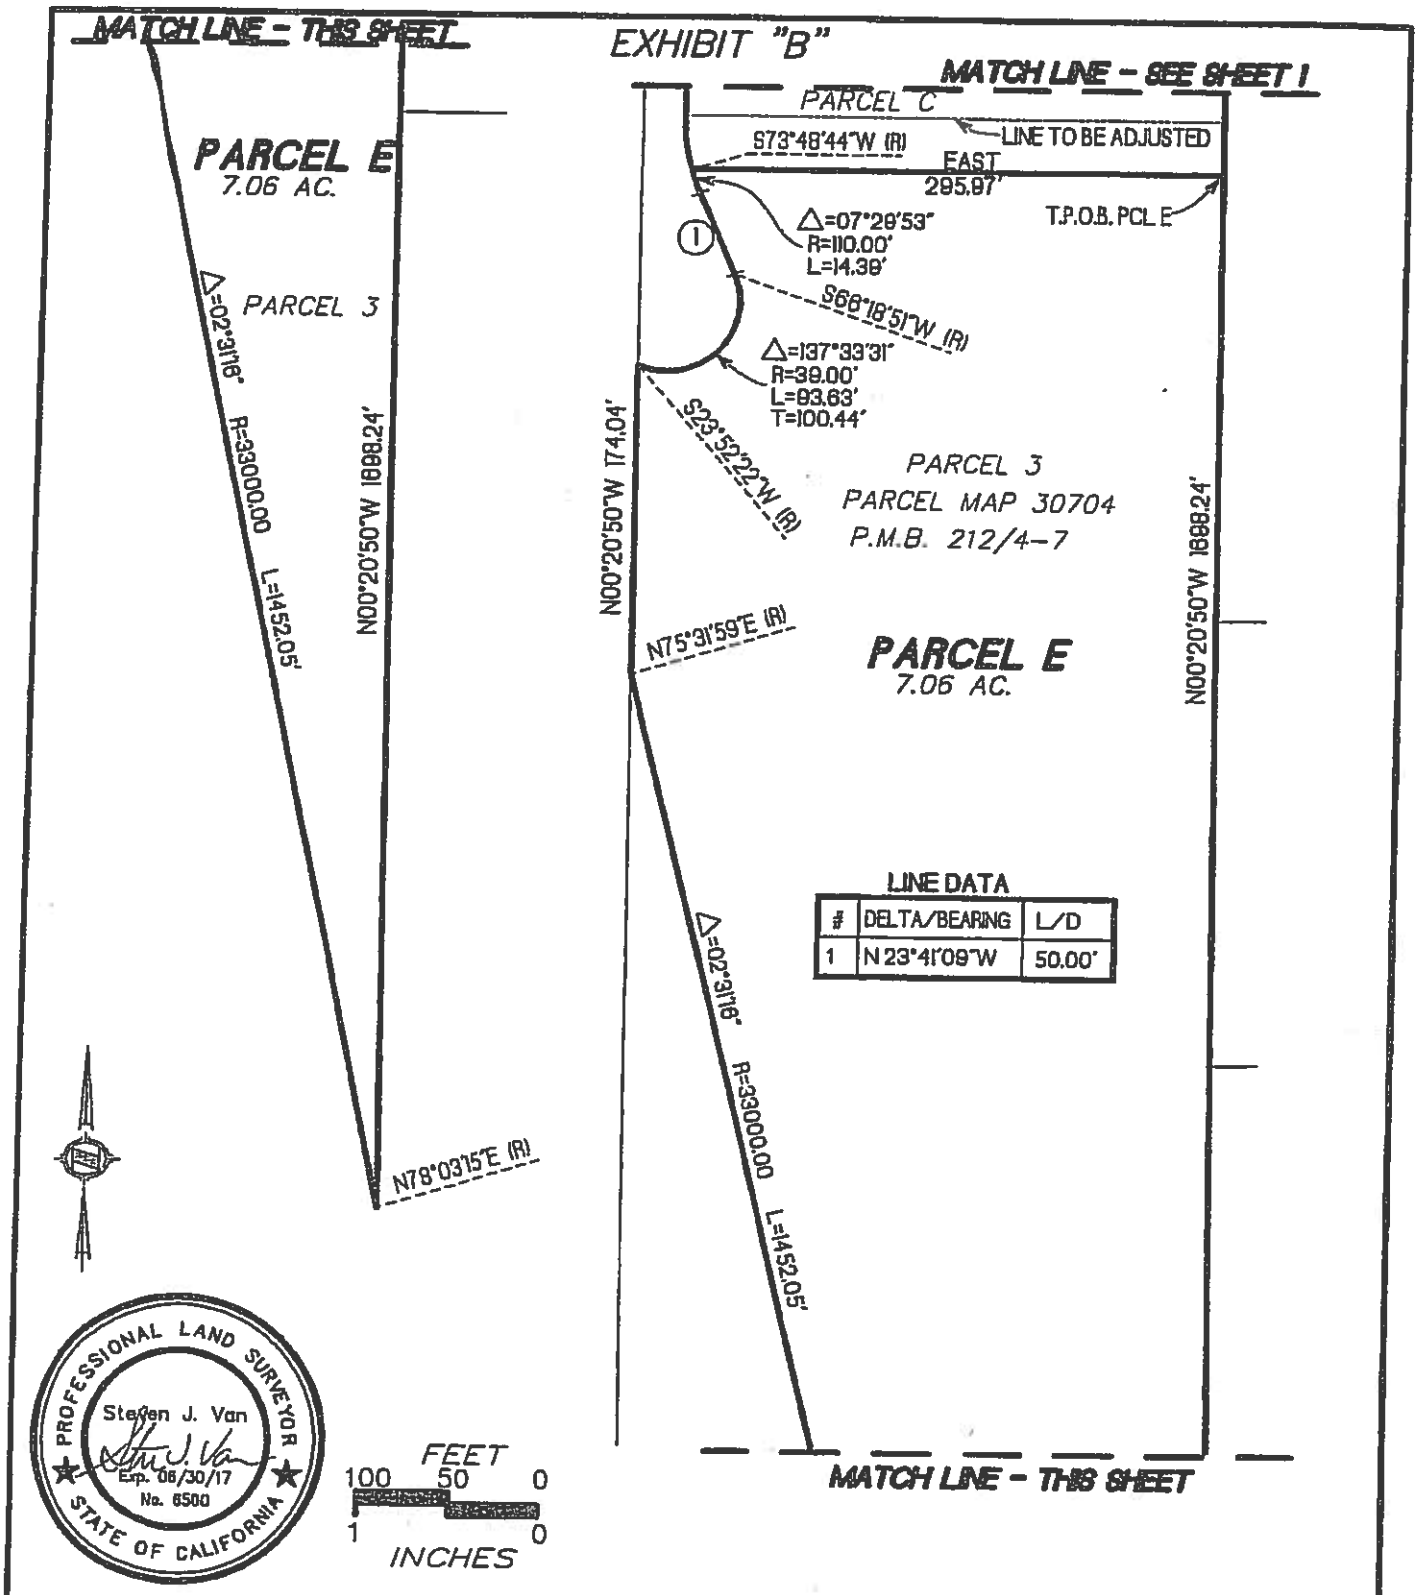 EXHIBIT "B"
MATCH LINE - THIS SHEET
PARCEL E
7.06 AC.
PARCEL 3
△=02°31'16" R=33000.00 L=1452.05'
N00°20'50"W 1698.24'
N78°03'15"E (R)
MATCH LINE - SEE SHEET 1
PARCEL C
LINE TO BE ADJUSTED
S73°48'44"W (R)
EAST
295.97'
T.P.O.B. PCL E
△=07°29'53"
R=110.00'
L=14.39'
1
S66°18'51"W (R)
△=137°33'31"
R=39.00'
L=93.63'
T=100.44'
S23°52'22"W (R)
N00°20'50"W 174.04'
PARCEL 3
PARCEL MAP 30704
P.M.B. 212/4-7
N75°31'59"E (R)
PARCEL E
7.06 AC.
N00°20'50"W 1698.24'
LINE DATA
# DELTA/BEARING L/D
1 N 23°41'09"W 50.00'
△=02°31'16" R=33000.00 L=1452.05'
MATCH LINE - THIS SHEET
PROFESSIONAL LAND SURVEYOR
Steven J. Van
Exp. 06/30/17
No. 6500
STATE OF CALIFORNIA
FEET
100 50 0
1 0
INCHES